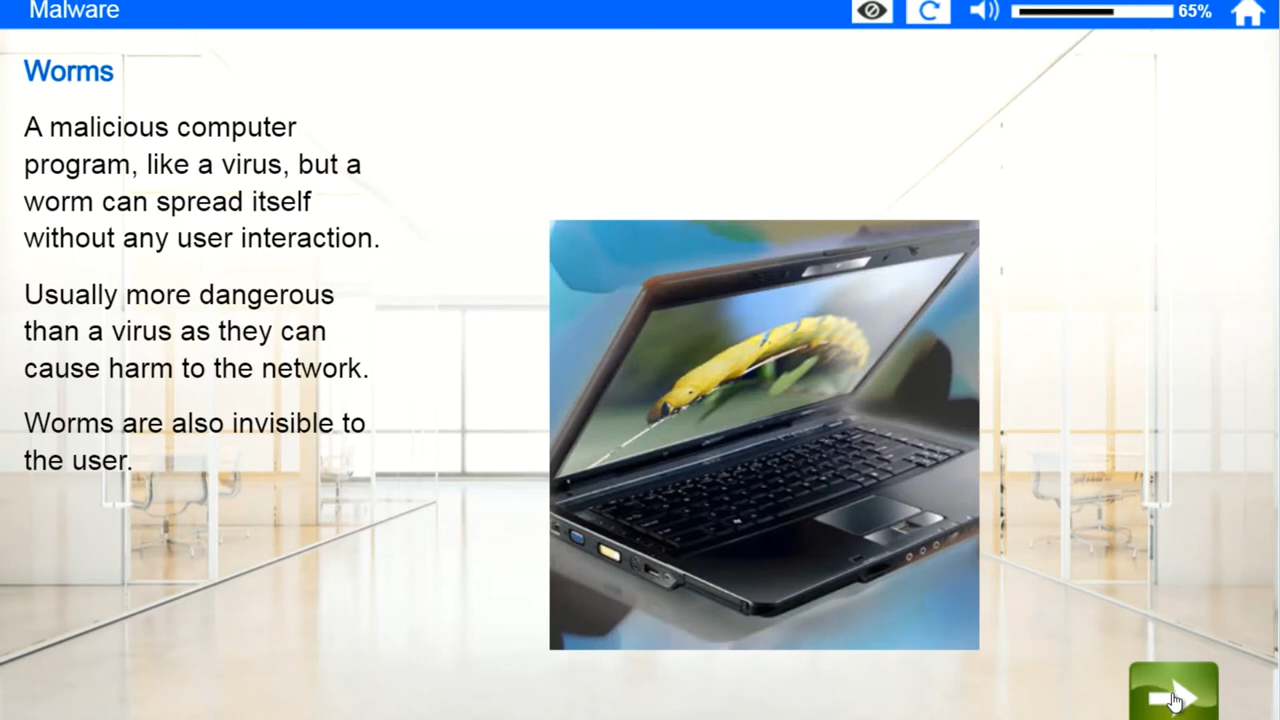 Malware
65%
Worms
A malicious computer
program, like a virus, but a
worm can spread itself
without any user interaction.
Usually more dangerous
than a virus as they can
cause harm to the network.
Worms are also invisible to
the user.